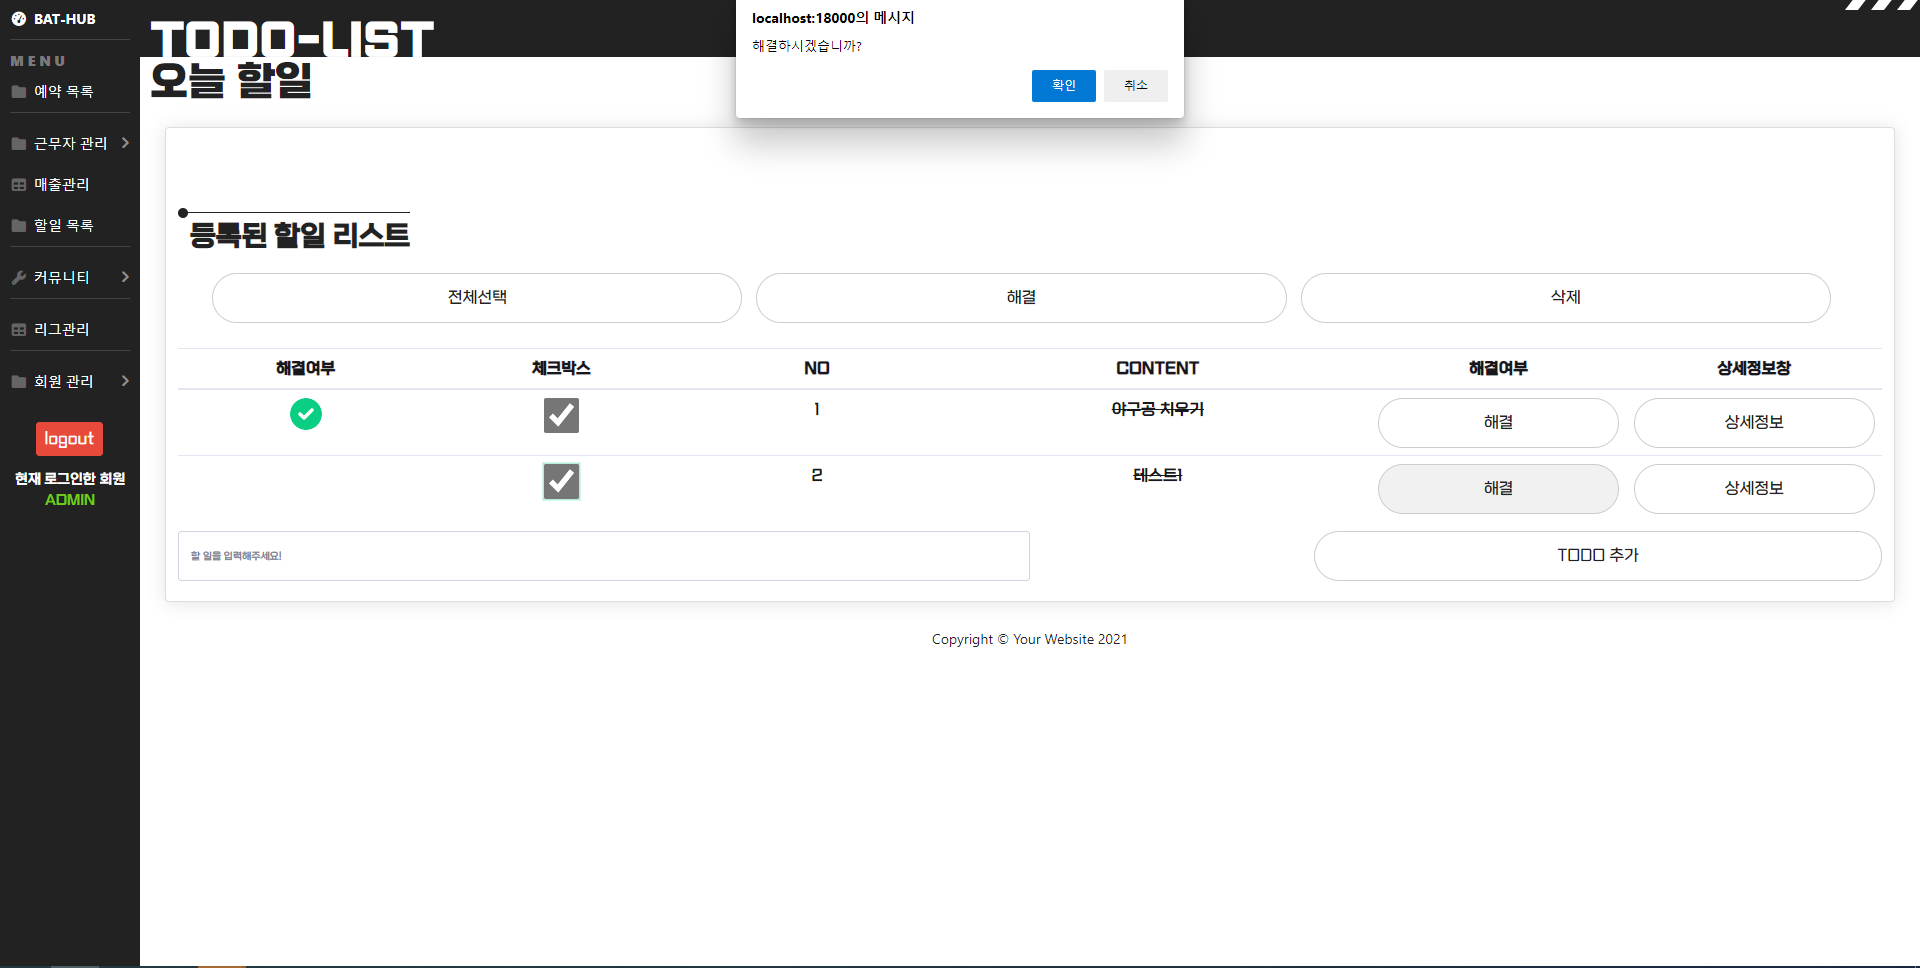 BAT-HUB
MENU
예약 목록
근무자 관리
매출관리
할일 목록
커뮤니티
리그관리
회원 관리
logout
현재 로그인한 회원
ADMIN
TODO-LIST
오늘 할일
localhost:18000의 메시지
해결하시겠습니까?
확인 취소
등록된 할일 리스트
전체선택 해결 삭제
해결여부 체크박스 NO CONTENT 해결여부 상세정보창
1 야구공 치우기 해결 상세정보
2 테스트1 해결 상세정보
할 일을 입력해주세요! TODO 추가
Copyright © Your Website 2021